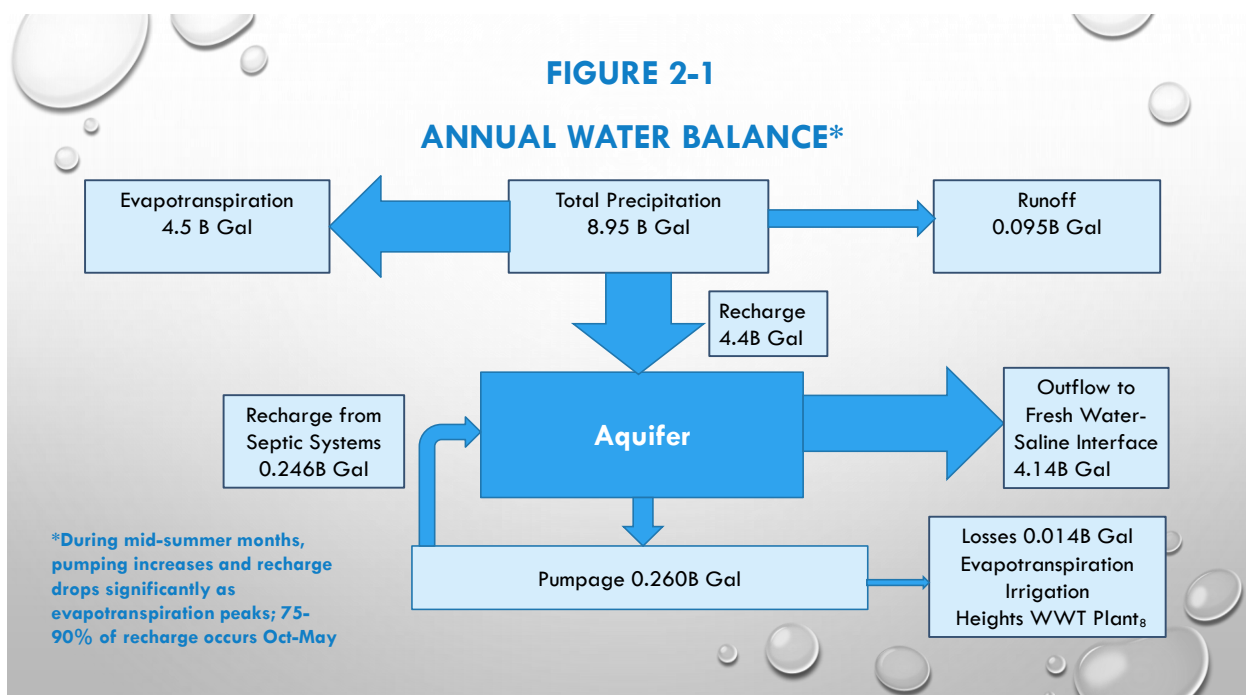 FIGURE 2-1
ANNUAL WATER BALANCE*
Evapotranspiration
4.5 B Gal
Total Precipitation
8.95 B Gal
Runoff
0.095B Gal
Recharge
4.4B Gal
Recharge from
Septic Systems
0.246B Gal
Aquifer
Outflow to
Fresh Water-
Saline Interface
4.14B Gal
*During mid-summer months,
pumping increases and recharge
drops significantly as
evapotranspiration peaks; 75-
90% of recharge occurs Oct-May
Pumpage 0.260B Gal
Losses 0.014B Gal
Evapotranspiration
Irrigation
Heights WWT Plant₈